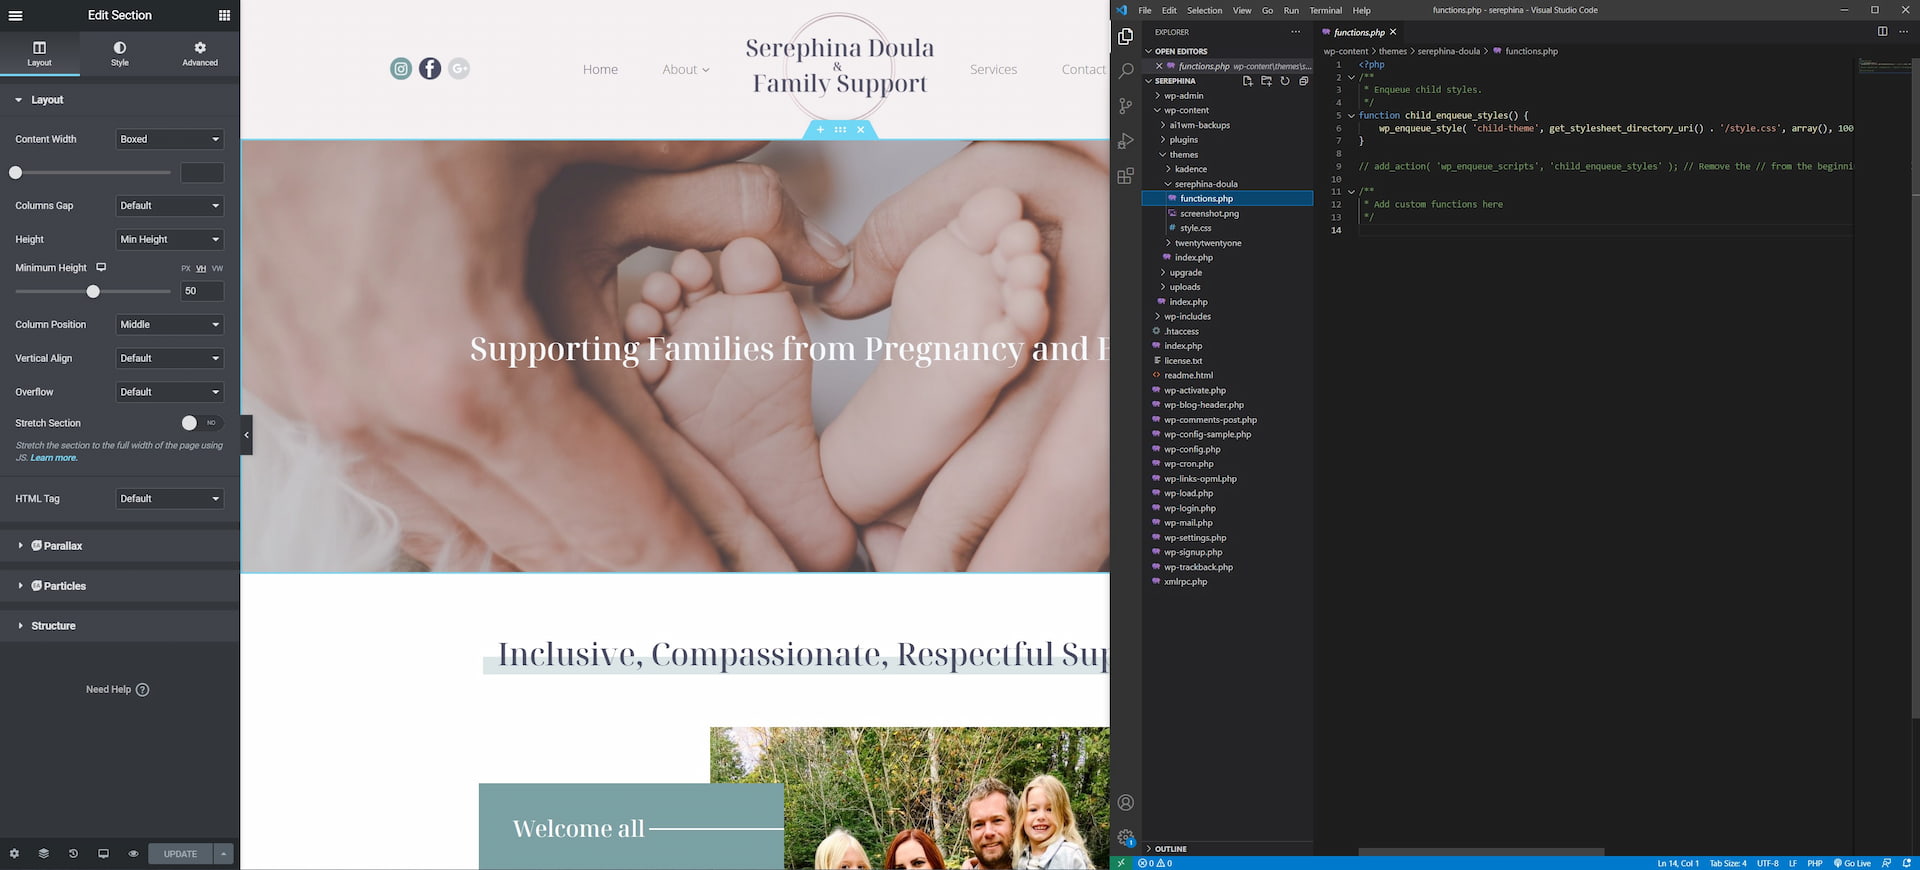 Edit Section
Layout
Style
Advanced
Layout
Content Width
Boxed
Columns Gap
Default
Height
Min Height
Minimum Height
PX VH VW
50
Column Position
Middle
Vertical Align
Default
Overflow
Default
Stretch Section
NO
Stretch the section to the full width of the page using
JS. Learn more.
HTML Tag
Default
Parallax
Particles
Structure
Need Help ?
UPDATE
f
G+
Home
About
Serephina Doula
&
Family Support
Services
Contact
Supporting Families from Pregnancy and
Inclusive, Compassionate, Respectful Sup
Welcome all
File Edit Selection View Go Run Terminal Help
functions.php - serephina - Visual Studio Code
EXPLORER
OPEN EDITORS
functions.php wp-content\themes\s...
SEREPHINA
wp-admin
wp-content
ai1wm-backups
plugins
themes
kadence
serephina-doula
functions.php
screenshot.png
# style.css
twentytwentyone
index.php
upgrade
uploads
index.php
wp-includes
.htaccess
index.php
license.txt
<> readme.html
wp-activate.php
wp-blog-header.php
wp-comments-post.php
wp-config-sample.php
wp-config.php
wp-cron.php
wp-links-opml.php
wp-load.php
wp-login.php
wp-mail.php
wp-settings.php
wp-signup.php
wp-trackback.php
xmlrpc.php
OUTLINE
functions.php
wp-content > themes > serephina-doula > functions.php
1 <?php
2 /**
3 * Enqueue child styles.
4 */
5 function child_enqueue_styles() {
6 wp_enqueue_style( 'child-theme', get_stylesheet_directory_uri() . '/style.css', array(), 100
7 }
8
9 // add_action( 'wp_enqueue_scripts', 'child_enqueue_styles' ); // Remove the // from the beginni
10
11 /**
12 * Add custom functions here
13 */
14
1
0 0
Ln 14, Col 1 Tab Size: 4 UTF-8 LF PHP Go Live